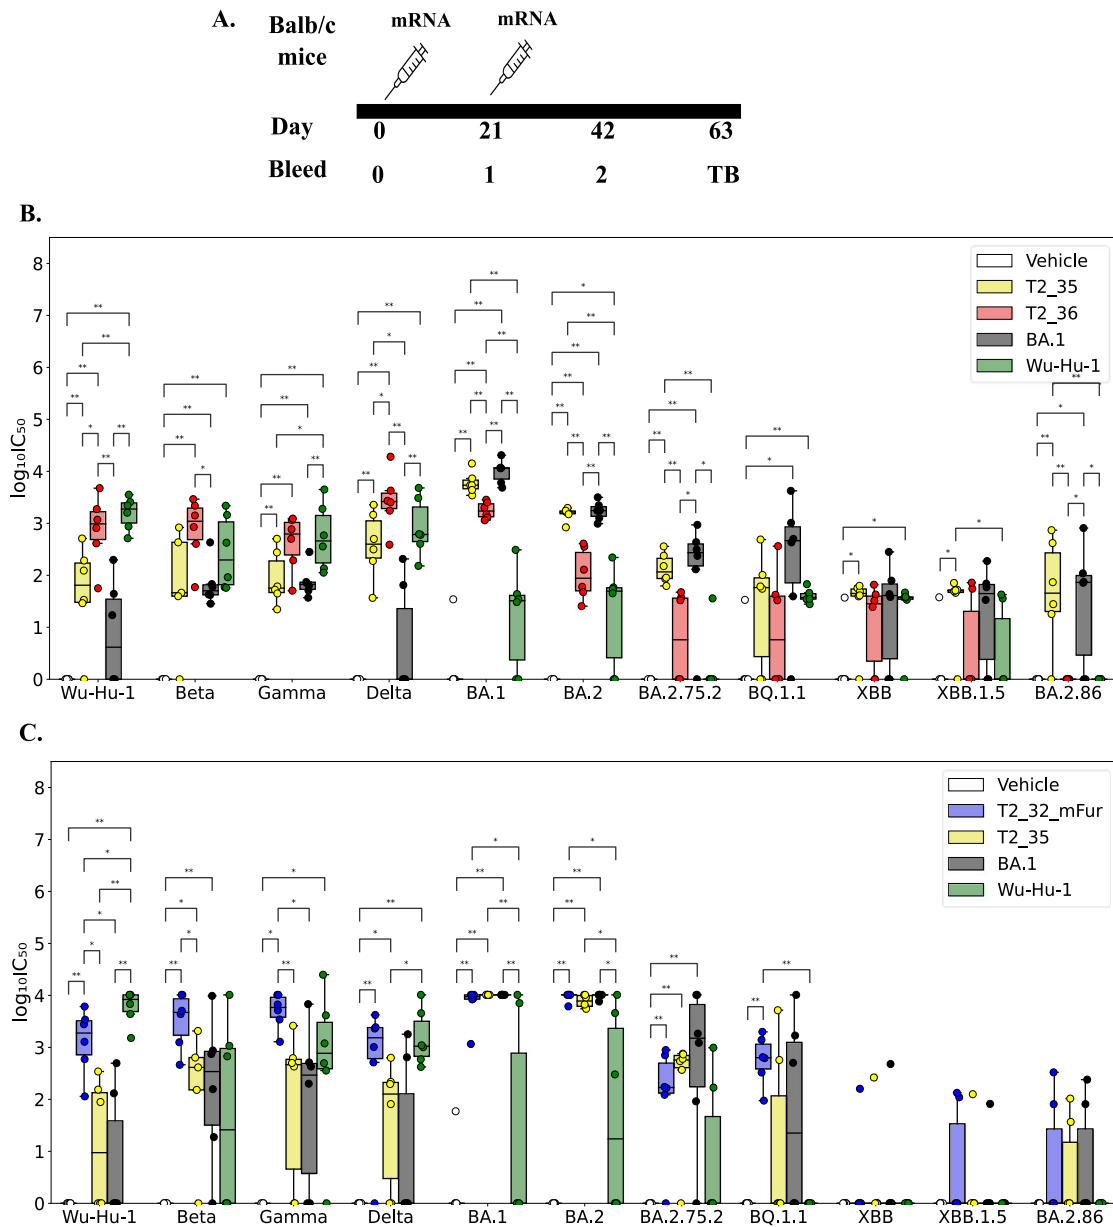 A.
Balb/c mice
mRNA
mRNA
Day 0 21 42 63
Bleed 0 1 2 TB
B.
log₁₀IC₅₀
8
7
6
5
4
3
2
1
0
Vehicle
T2_35
T2_36
BA.1
Wu-Hu-1
Wu-Hu-1 Beta Gamma Delta BA.1 BA.2 BA.2.75.2 BQ.1.1 XBB XBB.1.5 BA.2.86
C.
log₁₀IC₅₀
8
7
6
5
4
3
2
1
0
Vehicle
T2_32_mFur
T2_35
BA.1
Wu-Hu-1
Wu-Hu-1 Beta Gamma Delta BA.1 BA.2 BA.2.75.2 BQ.1.1 XBB XBB.1.5 BA.2.86